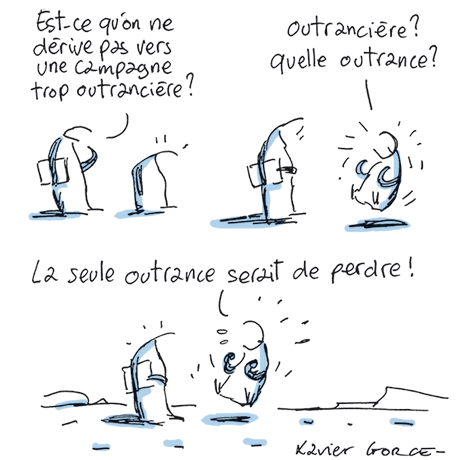 Est-ce qu'on ne
dérive pas vers
une campagne
trop outrancière?
outrancière?
quelle outrance?
La seule outrance serait de perdre!
Xavier GORCE